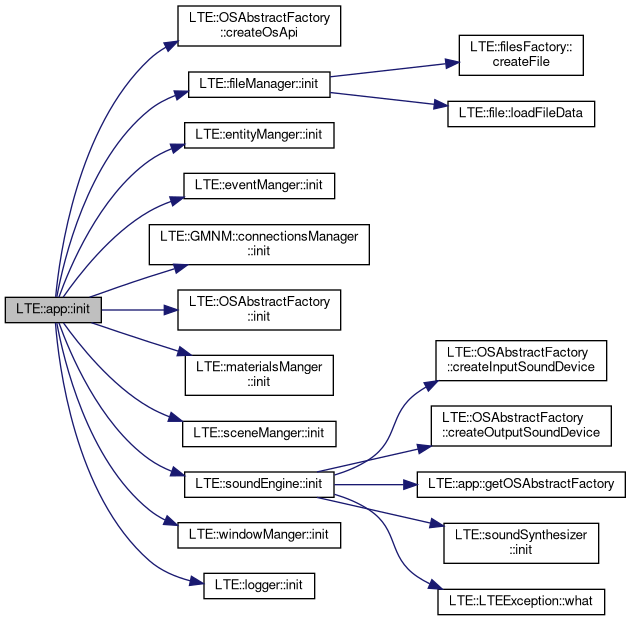 LTE::app::init
LTE::OSAbstractFactory
::createOsApi
LTE::fileManager::init
LTE::filesFactory::
createFile
LTE::file::loadFileData
LTE::entityManger::init
LTE::eventManger::init
LTE::GMNM::connectionsManager
::init
LTE::OSAbstractFactory
::init
LTE::materialsManger
::init
LTE::sceneManger::init
LTE::soundEngine::init
LTE::OSAbstractFactory
::createInputSoundDevice
LTE::OSAbstractFactory
::createOutputSoundDevice
LTE::app::getOSAbstractFactory
LTE::soundSynthesizer
::init
LTE::LTEException::what
LTE::windowManger::init
LTE::logger::init